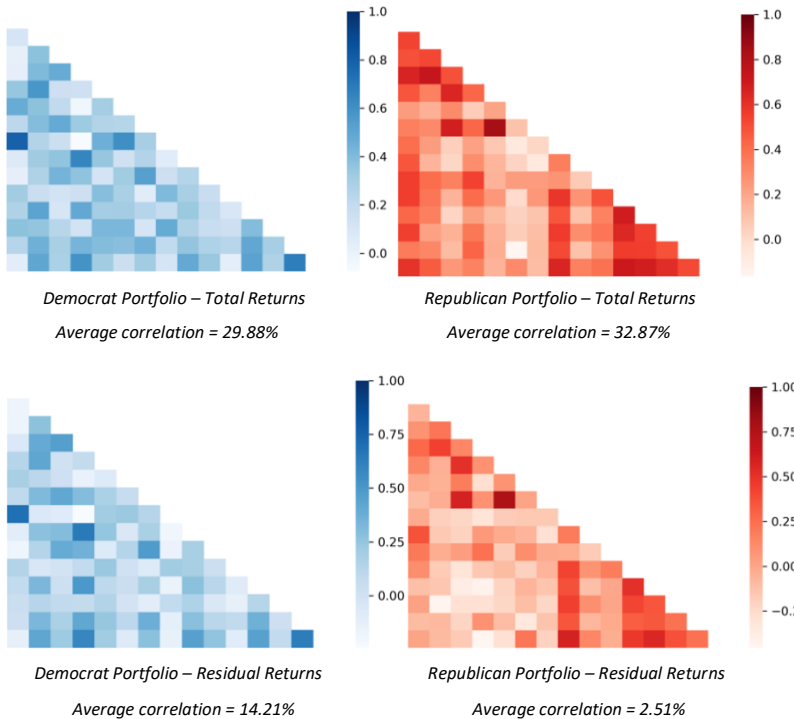 1.0
0.8
0.6
0.4
0.2
0.0
1.0
0.8
0.6
0.4
0.2
0.0
Democrat Portfolio – Total Returns
Average correlation = 29.88%
Republican Portfolio – Total Returns
Average correlation = 32.87%
1.00
0.75
0.50
0.25
0.00
1.00
0.75
0.50
0.25
0.00
Democrat Portfolio – Residual Returns
Average correlation = 14.21%
Republican Portfolio – Residual Returns
Average correlation = 2.51%